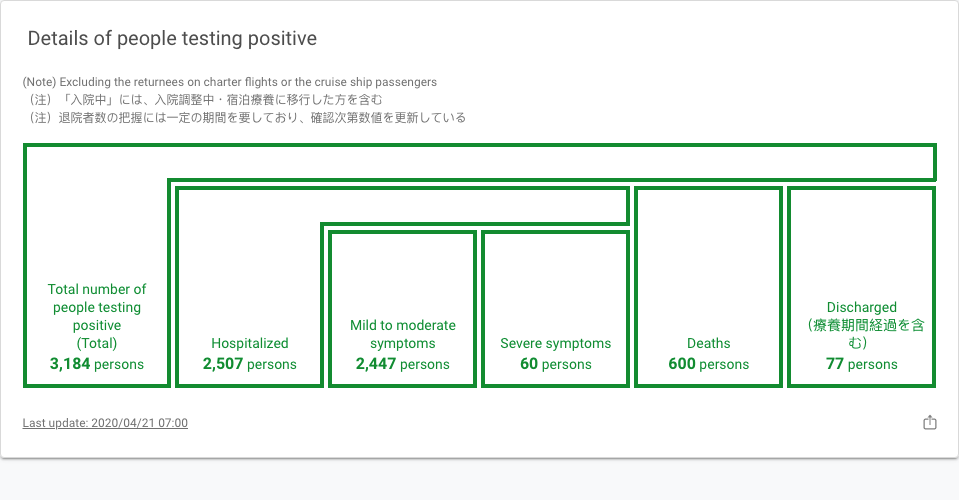 Details of people testing positive
(Note) Excluding the returnees on charter flights or the cruise ship passengers
（注）「入院中」には、入院調整中・宿泊療養に移行した方を含む
（注）退院者数の把握には一定の期間を要しており、確認次第数値を更新している
Total number of
people testing
positive
(Total)
3,184 persons
Hospitalized
2,507 persons
Mild to moderate
symptoms
2,447 persons
Severe symptoms
60 persons
Deaths
600 persons
Discharged
（療養期間経過を含
む）
77 persons
Last update: 2020/04/21 07:00